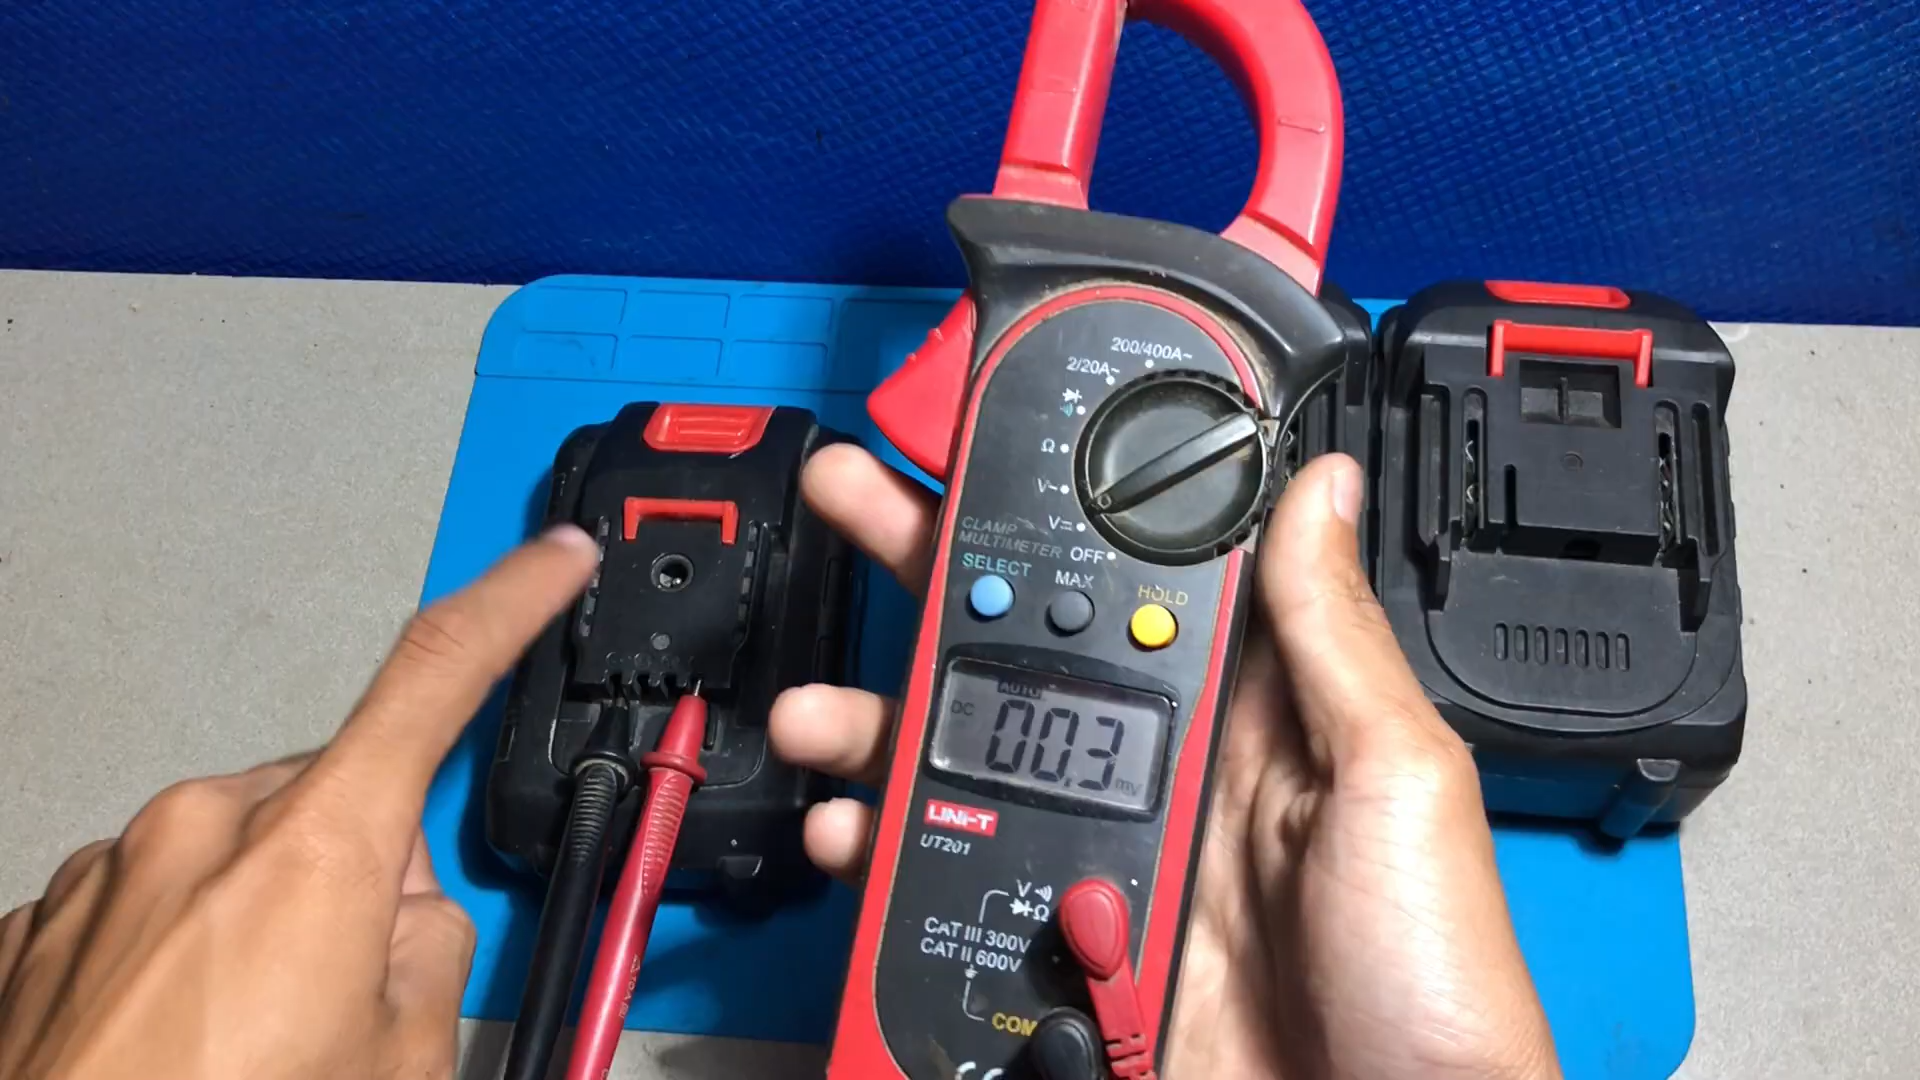 200/400A~
2/20A~
Ω
V~
V⎓
OFF
CLAMP
MULTIMETER
SELECT
MAX
HOLD
AUTO
DC
00.3
mV
UNI-T
UT201
V
Ω
CAT III 300V
CAT II 600V
COM